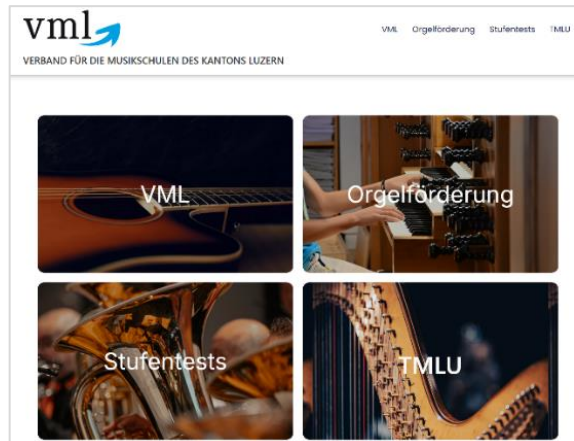 vml
VML Orgelförderung Stufentests TMLU
VERBAND FÜR DIE MUSIKSCHULEN DES KANTONS LUZERN
VML
Orgelförderung
Stufentests
TMLU